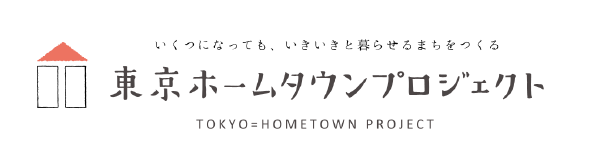 いくつになっても、いきいきと暮らせるまちをつくる
東京ホームタウンプロジェクト
TOKYO=HOMETOWN PROJECT